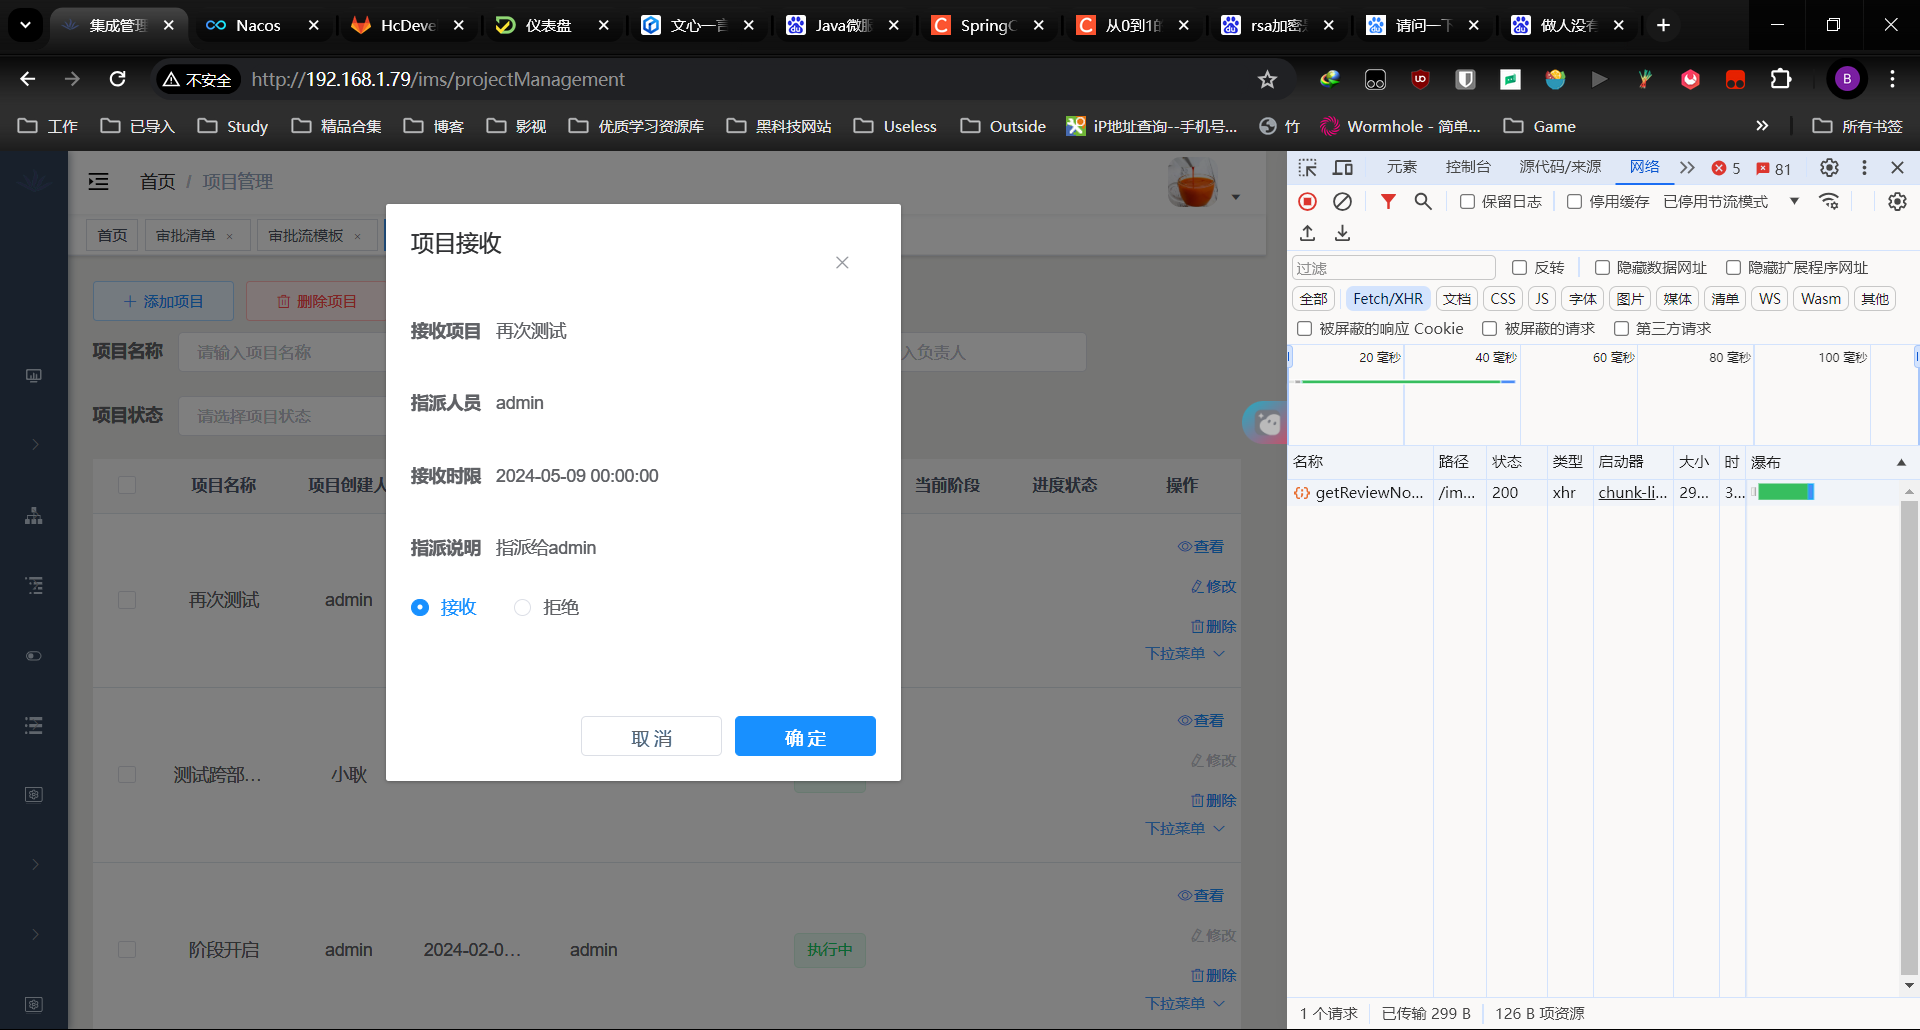 集成管理
Nacos
HcDeve
仪表盘
文心一言
Java微服
SpringC
从0到1的
rsa加密
请问一下
做人没有
不安全
http://192.168.1.79/ims/projectManagement
B
工作
已导入
Study
精品合集
博客
影视
优质学习资源库
黑科技网站
Useless
Outside
iP地址查询--手机号...
竹
Wormhole - 简单...
Game
所有书签
首页 / 项目管理
首页
审批清单
审批流模板
添加项目
删除项目
项目名称
请输入项目名称
入负责人
项目状态
请选择项目状态
项目名称
项目创建人
当前阶段
进度状态
操作
再次测试
admin
查看
修改
删除
下拉菜单
测试跨部...
小耿
查看
修改
删除
下拉菜单
阶段开启
admin
2024-02-0...
admin
执行中
查看
修改
删除
下拉菜单
项目接收
接收项目 再次测试
指派人员 admin
接收时限 2024-05-09 00:00:00
指派说明 指派给admin
接收
拒绝
取消
确定
元素
控制台
源代码/来源
网络
5
81
保留日志
停用缓存
已停用节流模式
过滤
反转
隐藏数据网址
隐藏扩展程序网址
全部
Fetch/XHR
文档
CSS
JS
字体
图片
媒体
清单
WS
Wasm
其他
被屏蔽的响应 Cookie
被屏蔽的请求
第三方请求
20 毫秒
40 毫秒
60 毫秒
80 毫秒
100 毫秒
名称
路径
状态
类型
启动器
大小
时
瀑布
getReviewNo...
/im...
200
xhr
chunk-li...
29...
3...
1 个请求
已传输 299 B
126 B 项资源